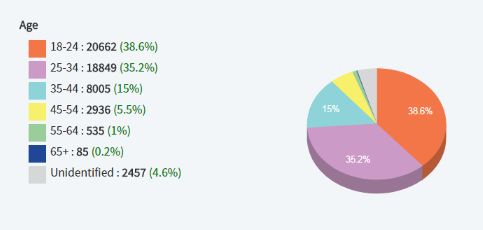 Age
18-24 : 20662 (38.6%)
25-34 : 18849 (35.2%)
35-44 : 8005 (15%)
45-54 : 2936 (5.5%)
55-64 : 535 (1%)
65+ : 85 (0.2%)
Unidentified : 2457 (4.6%)
38.6%
15%
35.2%